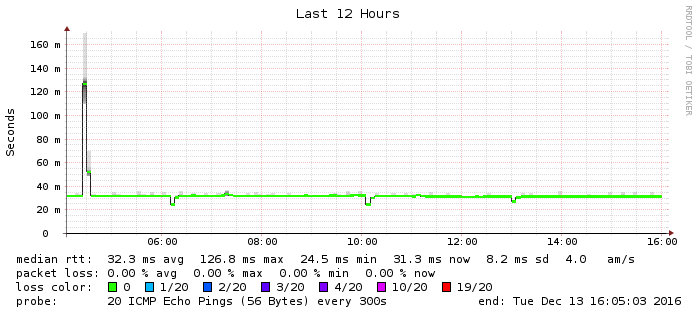 Last 12 Hours
RRDTOOL / TOBI OETIKER
Seconds
160 m
140 m
120 m
100 m
80 m
60 m
40 m
20 m
0
06:00 08:00 10:00 12:00 14:00 16:00
median rtt: 32.3 ms avg 126.8 ms max 24.5 ms min 31.3 ms now 8.2 ms sd 4.0 am/s
packet loss: 0.00 % avg 0.00 % max 0.00 % min 0.00 % now
loss color: 0 1/20 2/20 3/20 4/20 10/20 19/20
probe: 20 ICMP Echo Pings (56 Bytes) every 300s end: Tue Dec 13 16:05:03 2016